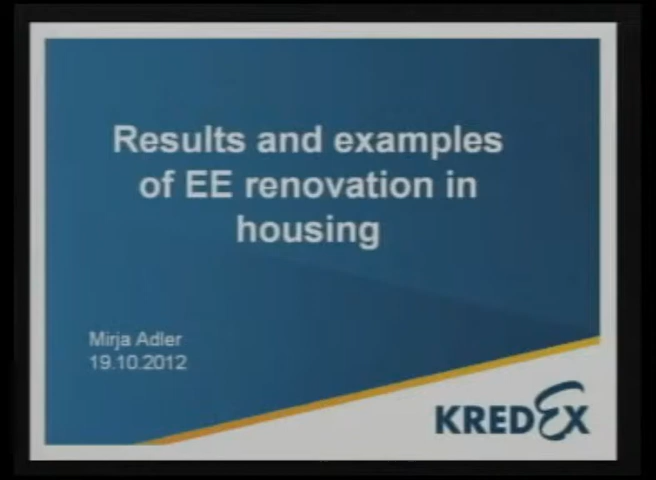 Results and examples
of EE renovation in
housing
Mirja Adler
19.10.2012
KREDEX